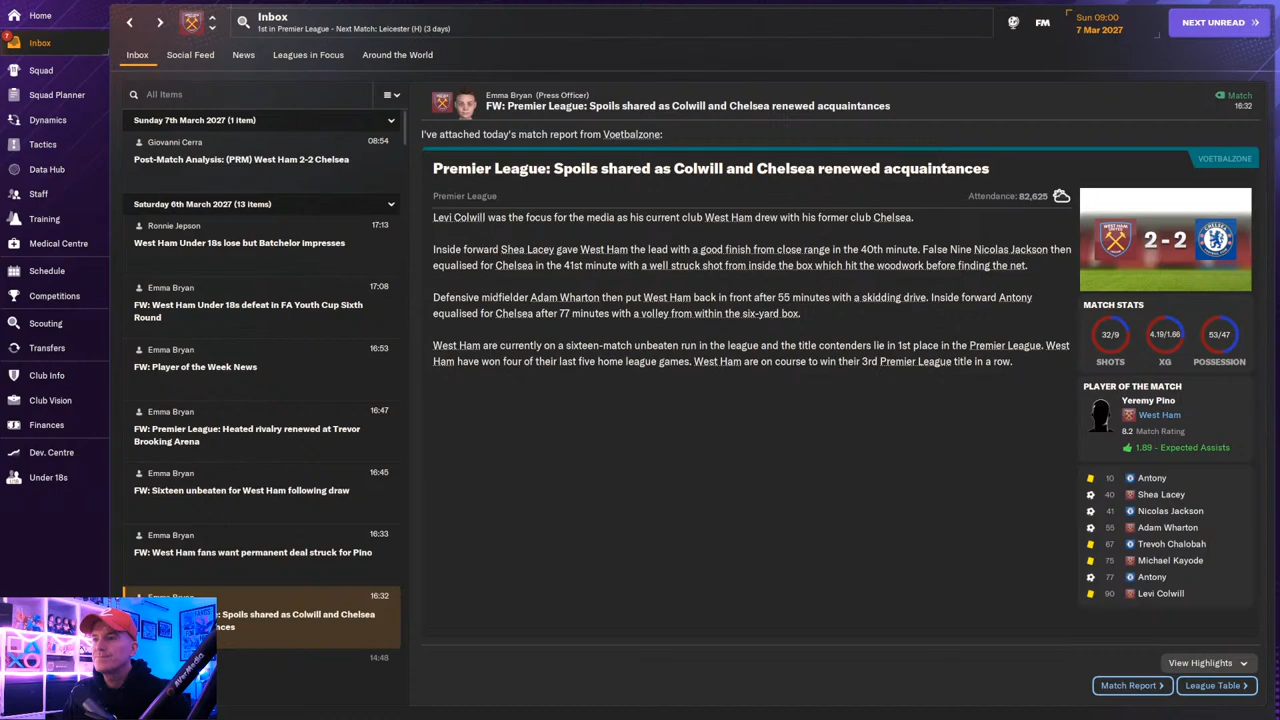 Home
7
Inbox
Squad
Squad Planner
Dynamics
Tactics
Data Hub
Staff
Training
Medical Centre
Schedule
Competitions
Scouting
Transfers
Club Info
Club Vision
Finances
Dev. Centre
Under 18s
Inbox
1st in Premier League - Next Match: Leicester (H) (3 days)
FM
Sun 09:00
7 Mar 2027
NEXT UNREAD
Inbox
Social Feed
News
Leagues in Focus
Around the World
All Items
Sunday 7th March 2027 (1 item)
Giovanni Cerra
08:54
Post-Match Analysis: (PRM) West Ham 2-2 Chelsea
Saturday 6th March 2027 (13 items)
Ronnie Jepson
17:13
West Ham Under 18s lose but Batchelor impresses
Emma Bryan
17:08
FW: West Ham Under 18s defeat in FA Youth Cup Sixth
Round
Emma Bryan
16:53
FW: Player of the Week News
Emma Bryan
16:47
FW: Premier League: Heated rivalry renewed at Trevor
Brooking Arena
Emma Bryan
16:45
FW: Sixteen unbeaten for West Ham following draw
Emma Bryan
16:33
FW: West Ham fans want permanent deal struck for Pino
Emma Bryan
16:32
: Spoils shared as Colwill and Chelsea
14:48
Emma Bryan (Press Officer)
FW: Premier League: Spoils shared as Colwill and Chelsea renewed acquaintances
Match
16:32
I've attached today's match report from Voetbalzone:
Premier League: Spoils shared as Colwill and Chelsea renewed acquaintances
VOETBALZONE
Premier League
Attendance: 82,625
Levi Colwill was the focus for the media as his current club West Ham drew with his former club Chelsea.
Inside forward Shea Lacey gave West Ham the lead with a good finish from close range in the 40th minute. False Nine Nicolas Jackson then
equalised for Chelsea in the 41st minute with a well struck shot from inside the box which hit the woodwork before finding the net.
Defensive midfielder Adam Wharton then put West Ham back in front after 55 minutes with a skidding drive. Inside forward Antony
equalised for Chelsea after 77 minutes with a volley from within the six-yard box.
West Ham are currently on a sixteen-match unbeaten run in the league and the title contenders lie in 1st place in the Premier League. West
Ham have won four of their last five home league games. West Ham are on course to win their 3rd Premier League title in a row.
2 - 2
MATCH STATS
32/9
4.19/1.66
53/47
SHOTS
XG
POSSESSION
PLAYER OF THE MATCH
Yeremy Pino
West Ham
8.2 Match Rating
1.89 - Expected Assists
10 Antony
40 Shea Lacey
41 Nicolas Jackson
55 Adam Wharton
67 Trevoh Chalobah
75 Michael Kayode
77 Antony
90 Levi Colwill
View Highlights
Match Report
League Table
AVerMedia